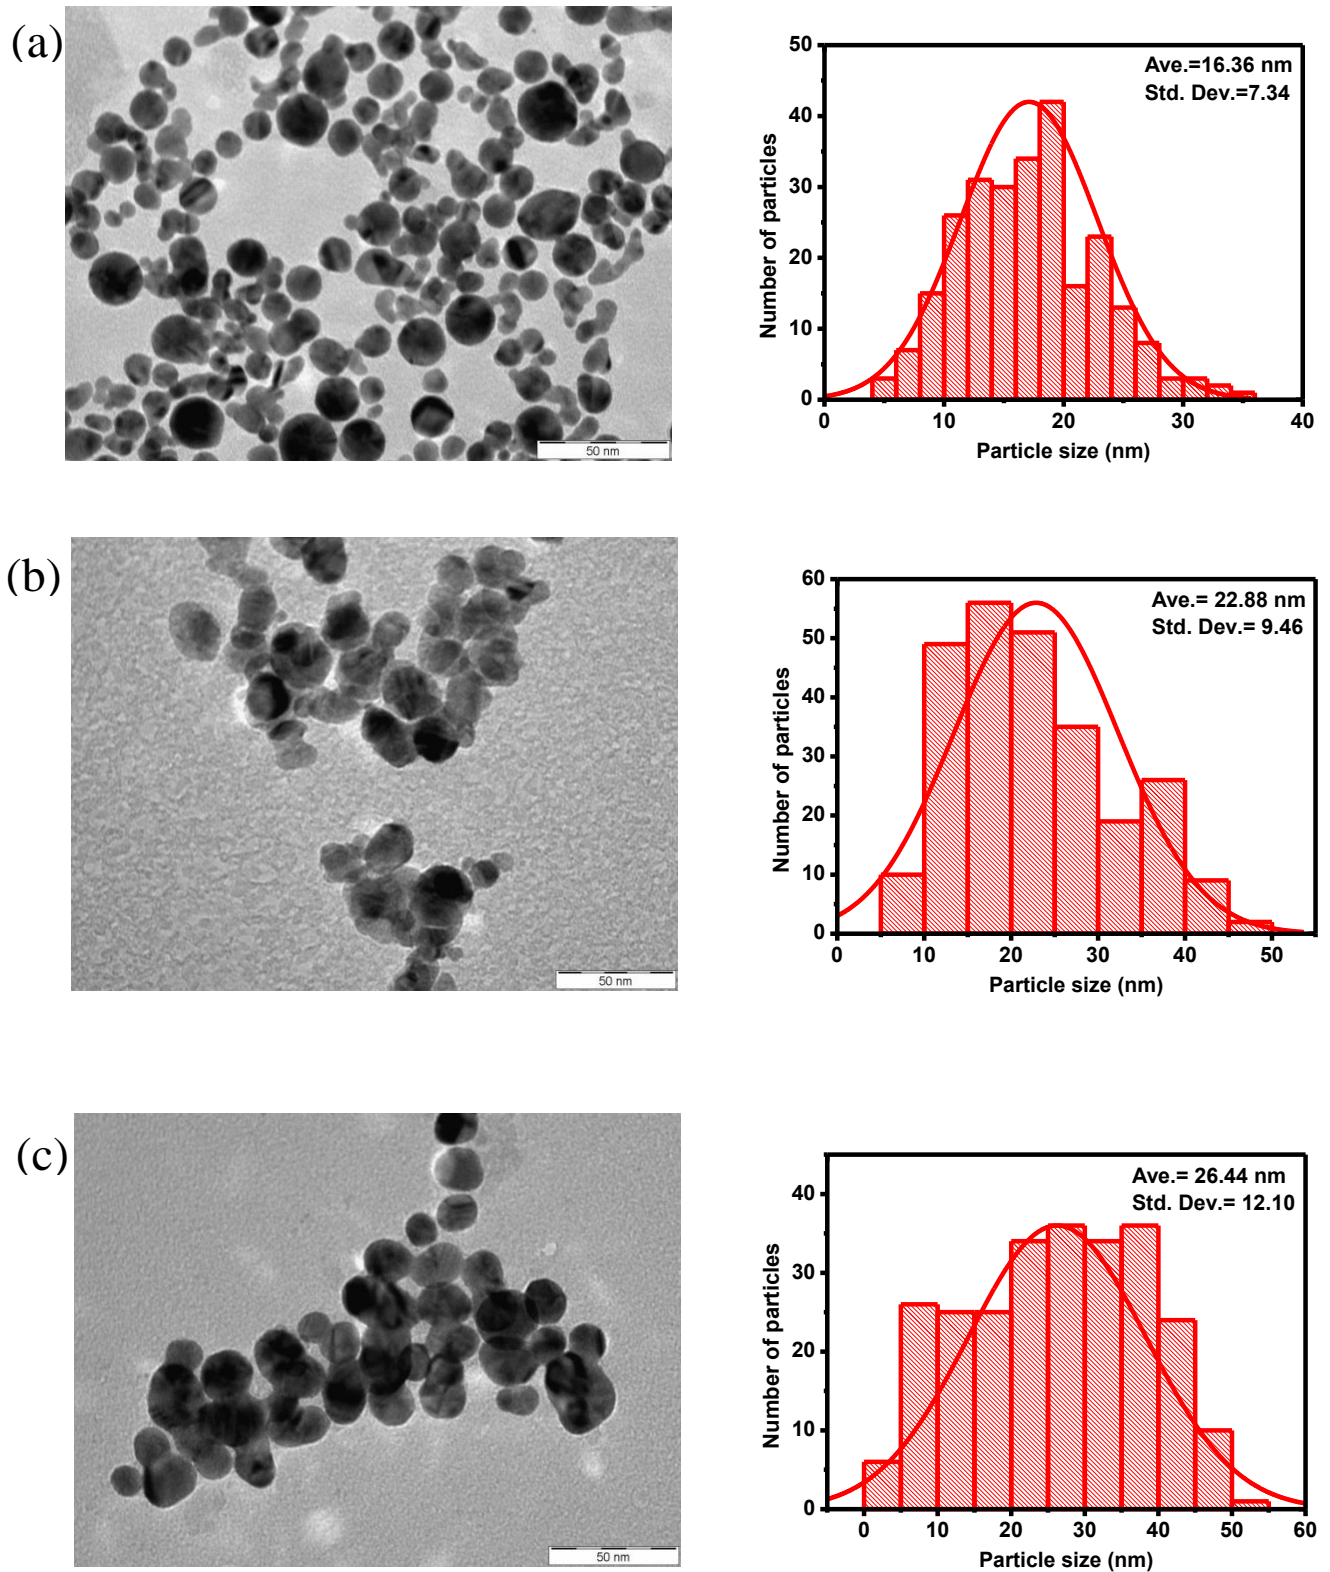 (a)
50 nm
50
40
30
20
10
0
0 10 20 30 40
Number of particles
Particle size (nm)
Ave.=16.36 nm
Std. Dev.=7.34
(b)
50 nm
60
50
40
30
20
10
0
0 10 20 30 40 50
Number of particles
Particle size (nm)
Ave.= 22.88 nm
Std. Dev.= 9.46
(c)
50 nm
40
30
20
10
0
0 10 20 30 40 50 60
Number of particles
Particle size (nm)
Ave.= 26.44 nm
Std. Dev.= 12.10